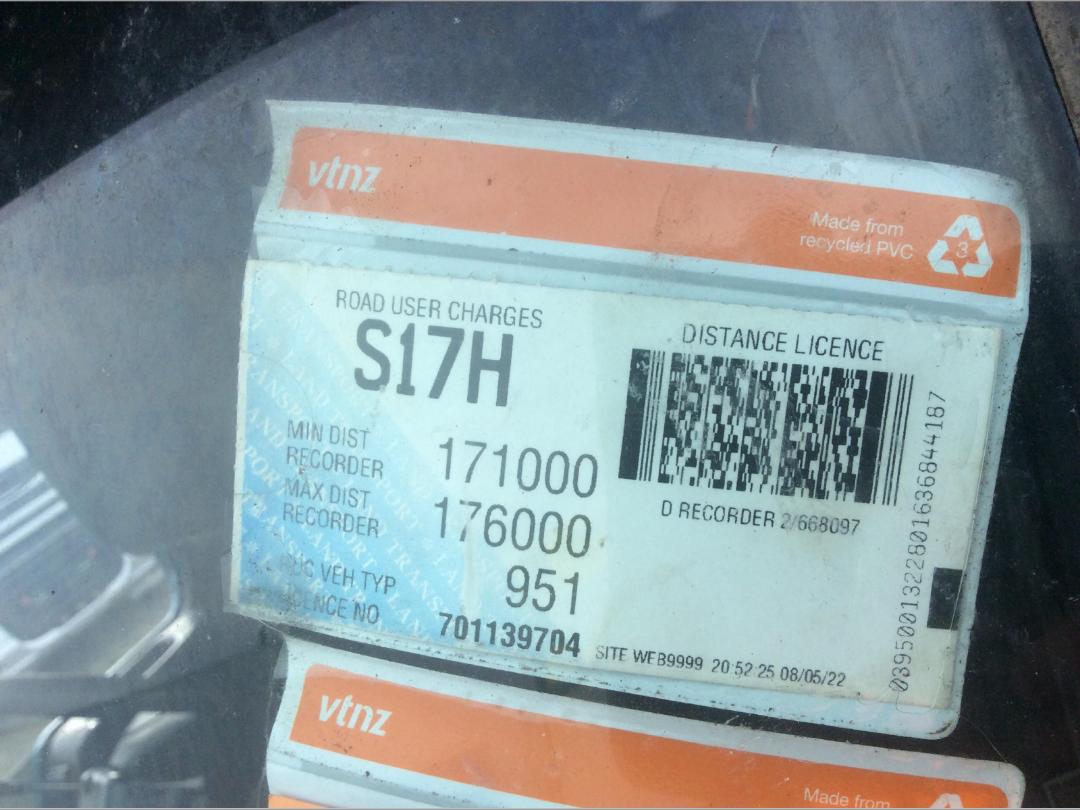 vtnz
Made from
recycled PVC
3
ROAD USER CHARGES
S17H
DISTANCE LICENCE
MIN DIST
RECORDER 171000
MAX DIST
RECORDER 176000
D RECORDER 2/668097
RUC VEH TYP 951
LICENCE NO 701139704
SITE WEB9999 20:52:25 08/05/22
0395001322801636844187
vtnz
Made from